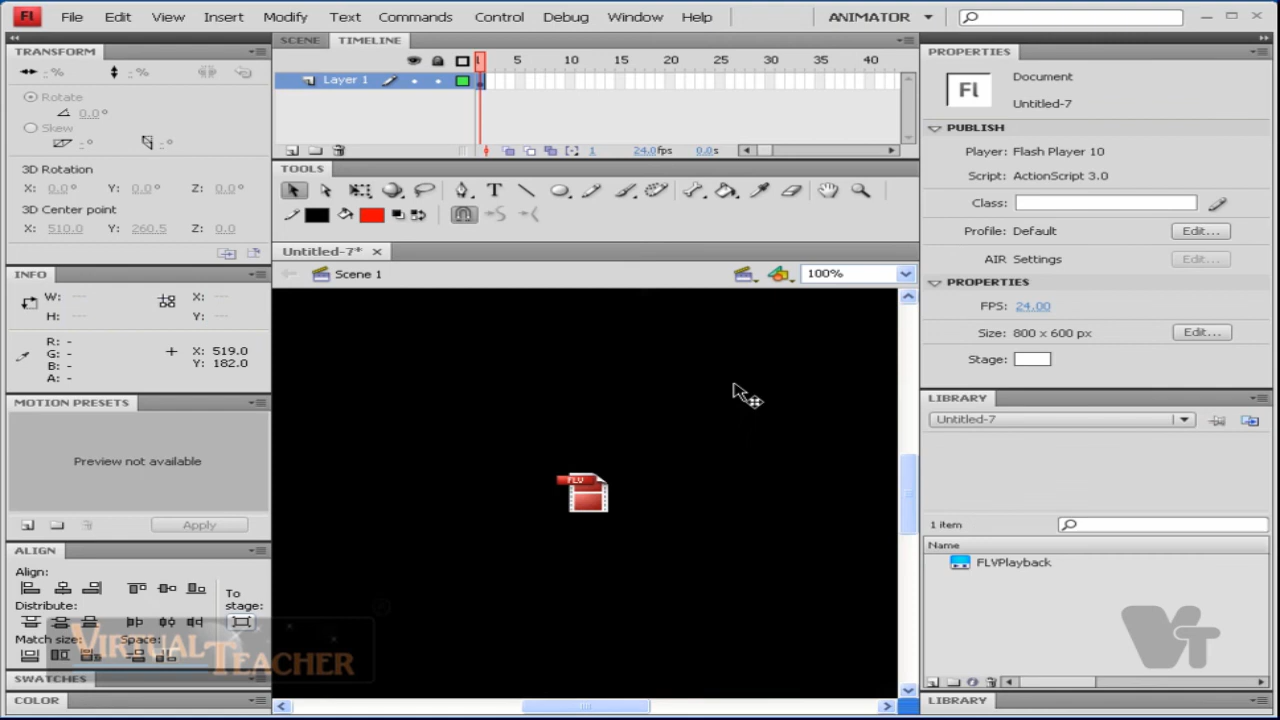 Fl File Edit View Insert Modify Text Commands Control Debug Window Help ANIMATOR
TRANSFORM
- % - %
Rotate
0.0°
Skew
- ° - °
3D Rotation
X: 0.0° Y: 0.0° Z: 0.0°
3D Center point
X: 510.0 Y: 260.5 Z: 0.0
INFO
W: --- X: ---
H: --- Y: ---
R: -
G: - X: 519.0
B: - Y: 182.0
A: -
MOTION PRESETS
Preview not available
Apply
ALIGN
Align:
To
stage:
Distribute:
Match size: Space:
SWATCHES
COLOR
SCENE TIMELINE
1 5 10 15 20 25 30 35 40
Layer 1
1 24.0fps 0.0s
TOOLS
Untitled-7* ×
Scene 1 100%
FLV
PROPERTIES
Fl Document
Untitled-7
PUBLISH
Player: Flash Player 10
Script: ActionScript 3.0
Class:
Profile: Default Edit...
AIR Settings Edit...
PROPERTIES
FPS: 24.00
Size: 800 x 600 px Edit...
Stage:
LIBRARY
Untitled-7
1 item
Name
FLVPlayback
LIBRARY
VIRTUAL TEACHER
VT